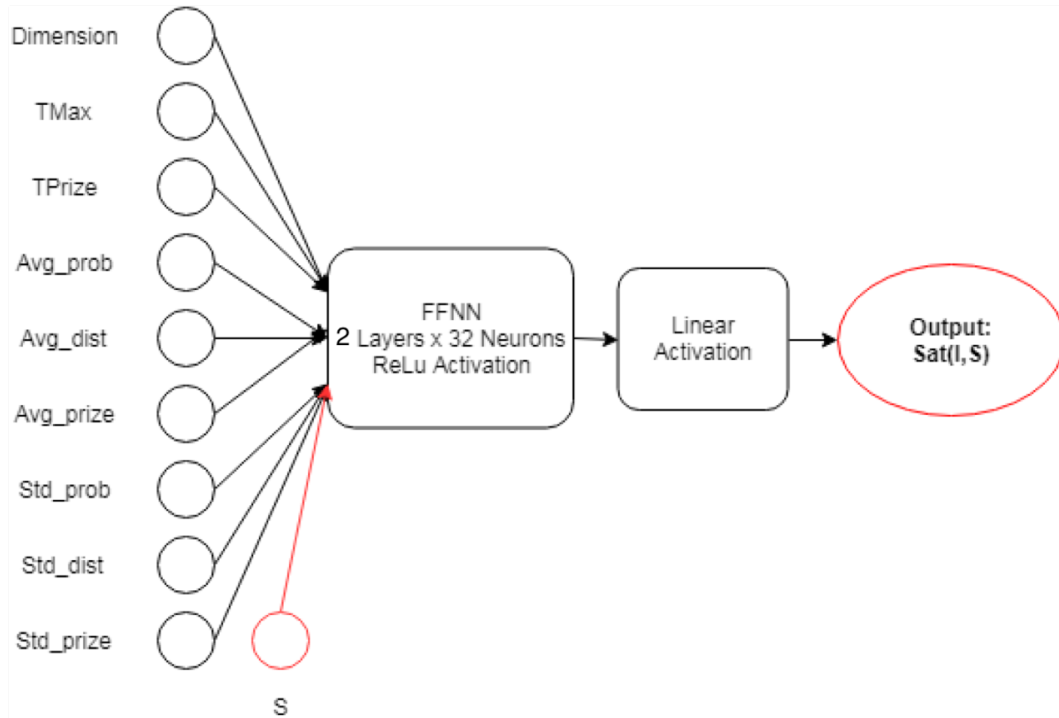 Dimension
TMax
TPrize
Avg_prob
Avg_dist
Avg_prize
Std_prob
Std_dist
Std_prize
S
FFNN
2 Layers x 32 Neurons
ReLu Activation
Linear
Activation
Output:
Sat(I,S)